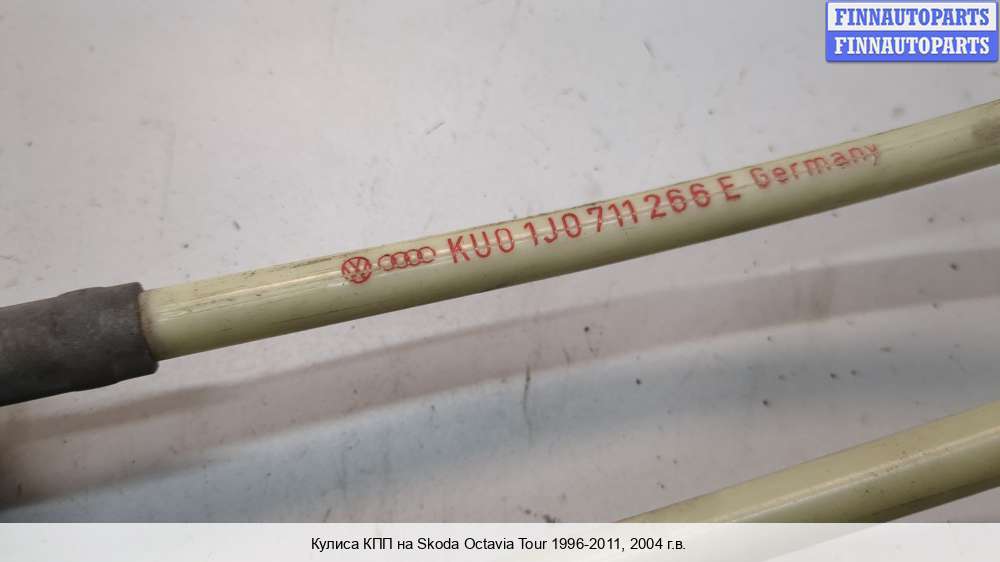 FINNAUTOPARTS
FINNAUTOPARTS
KU0 1J0 711 266 E Germany
Кулиса КПП на Skoda Octavia Tour 1996-2011, 2004 г.в.